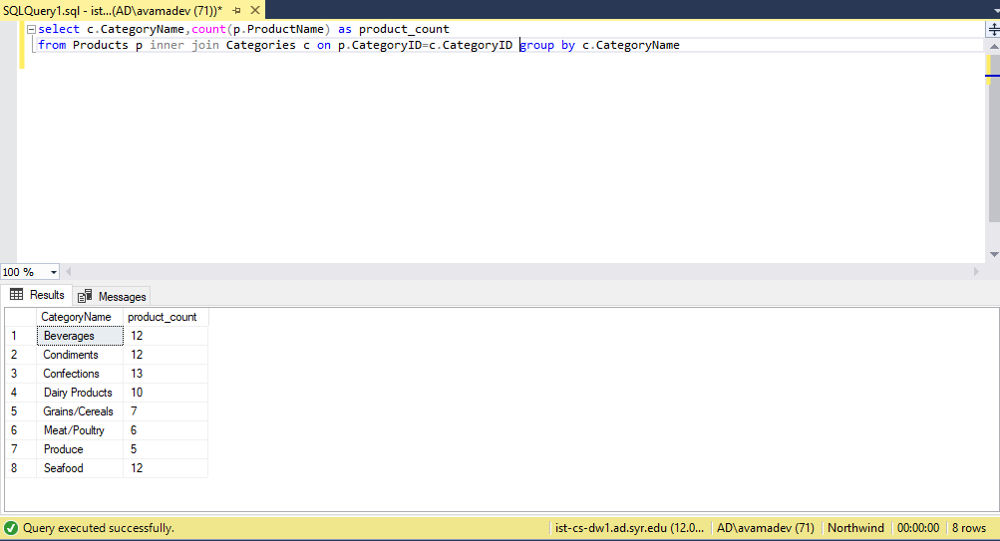 SQLQuery1.sql - ist...(AD\avamadev (71))*
select c.CategoryName,count(p.ProductName) as product_count
from Products p inner join Categories c on p.CategoryID=c.CategoryID group by c.CategoryName
100 %
Results Messages
CategoryName product_count
1 Beverages 12
2 Condiments 12
3 Confections 13
4 Dairy Products 10
5 Grains/Cereals 7
6 Meat/Poultry 6
7 Produce 5
8 Seafood 12
Query executed successfully. ist-cs-dw1.ad.syr.edu (12.0... AD\avamadev (71) Northwind 00:00:00 8 rows